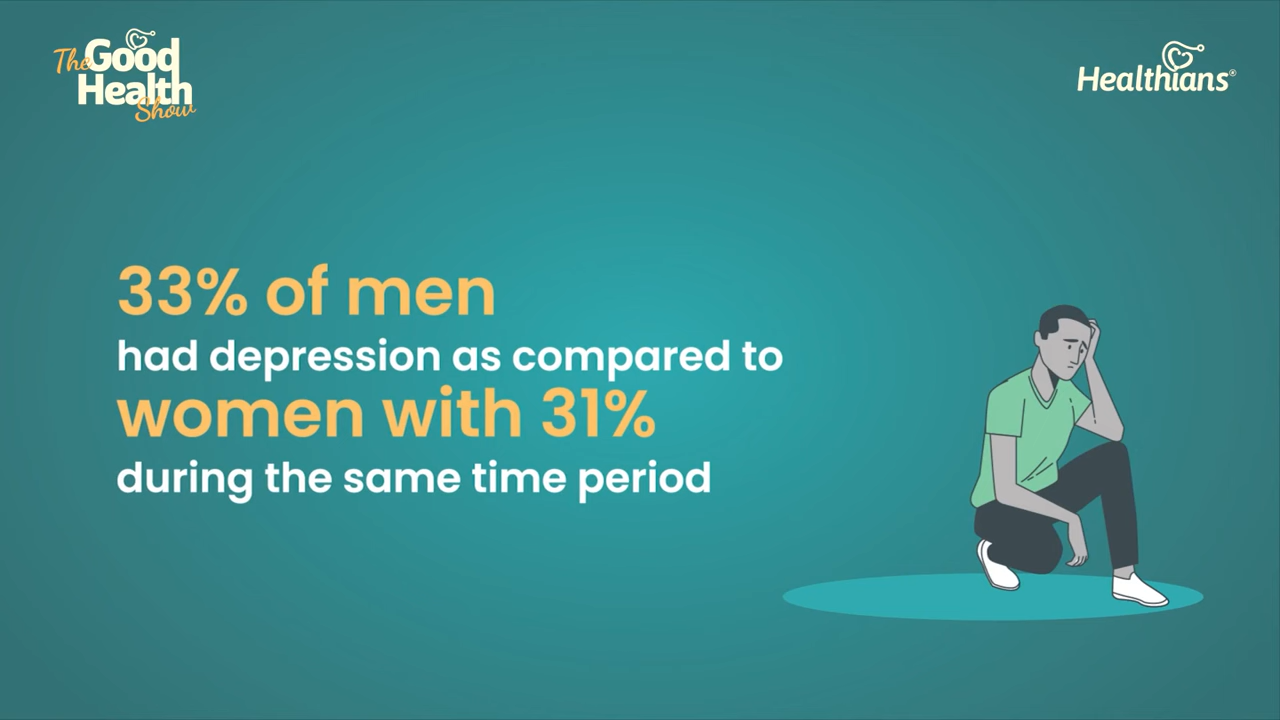 The Good
Health
Show
Healthians®
33% of men
had depression as compared to
women with 31%
during the same time period